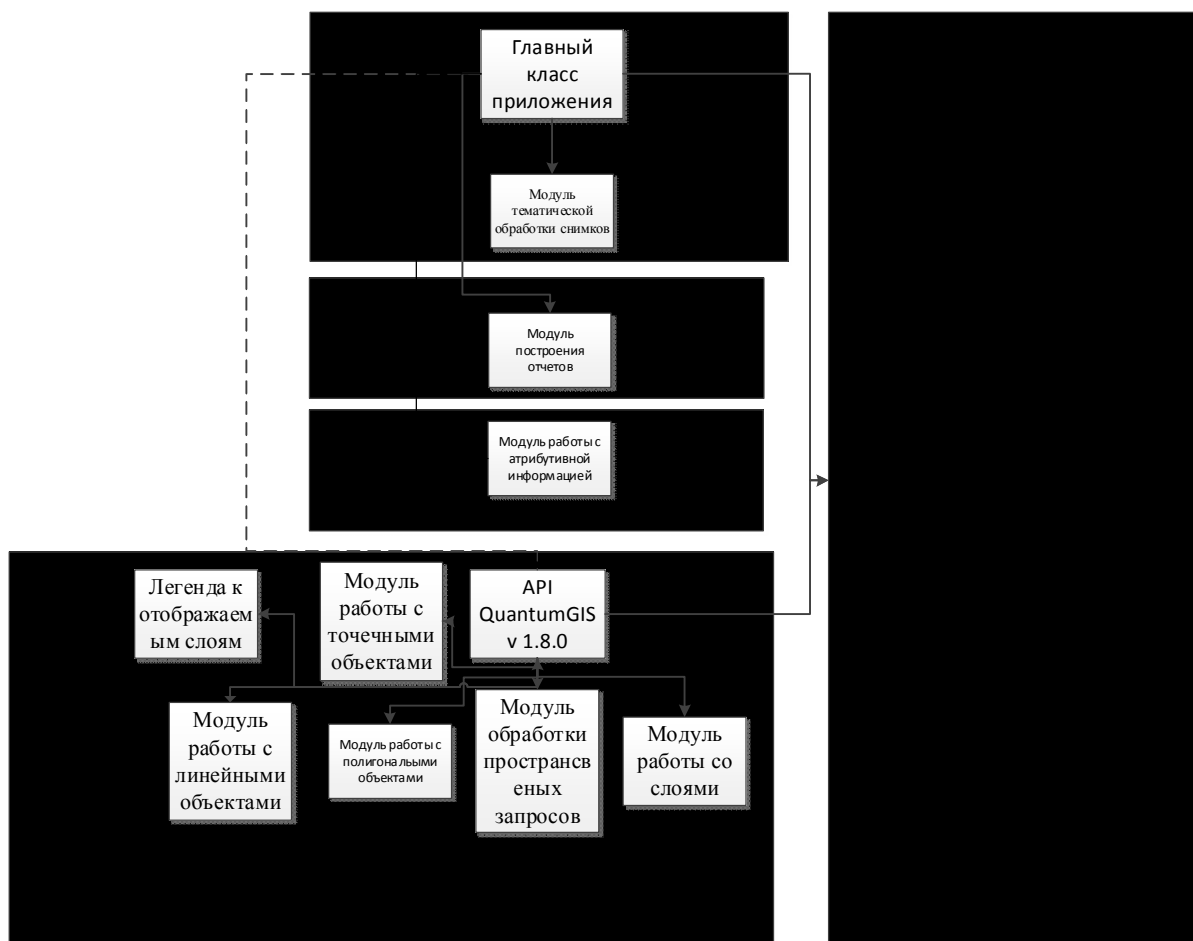 Главный
класс
приложения
Модуль
тематической
обработки снимков
Модуль
построения
отчетов
Модуль работы с
атрибутивной
информацией
Легенда к
отображаем
ым слоям
Модуль
работы с
точечными
объектами
API
QuantumGIS
v 1.8.0
Модуль
работы с
линейными
объектами
Модуль работы с
полигональыми
объектами
Модуль
обработки
пространсв
еных
запросов
Модуль
работы со
слоями